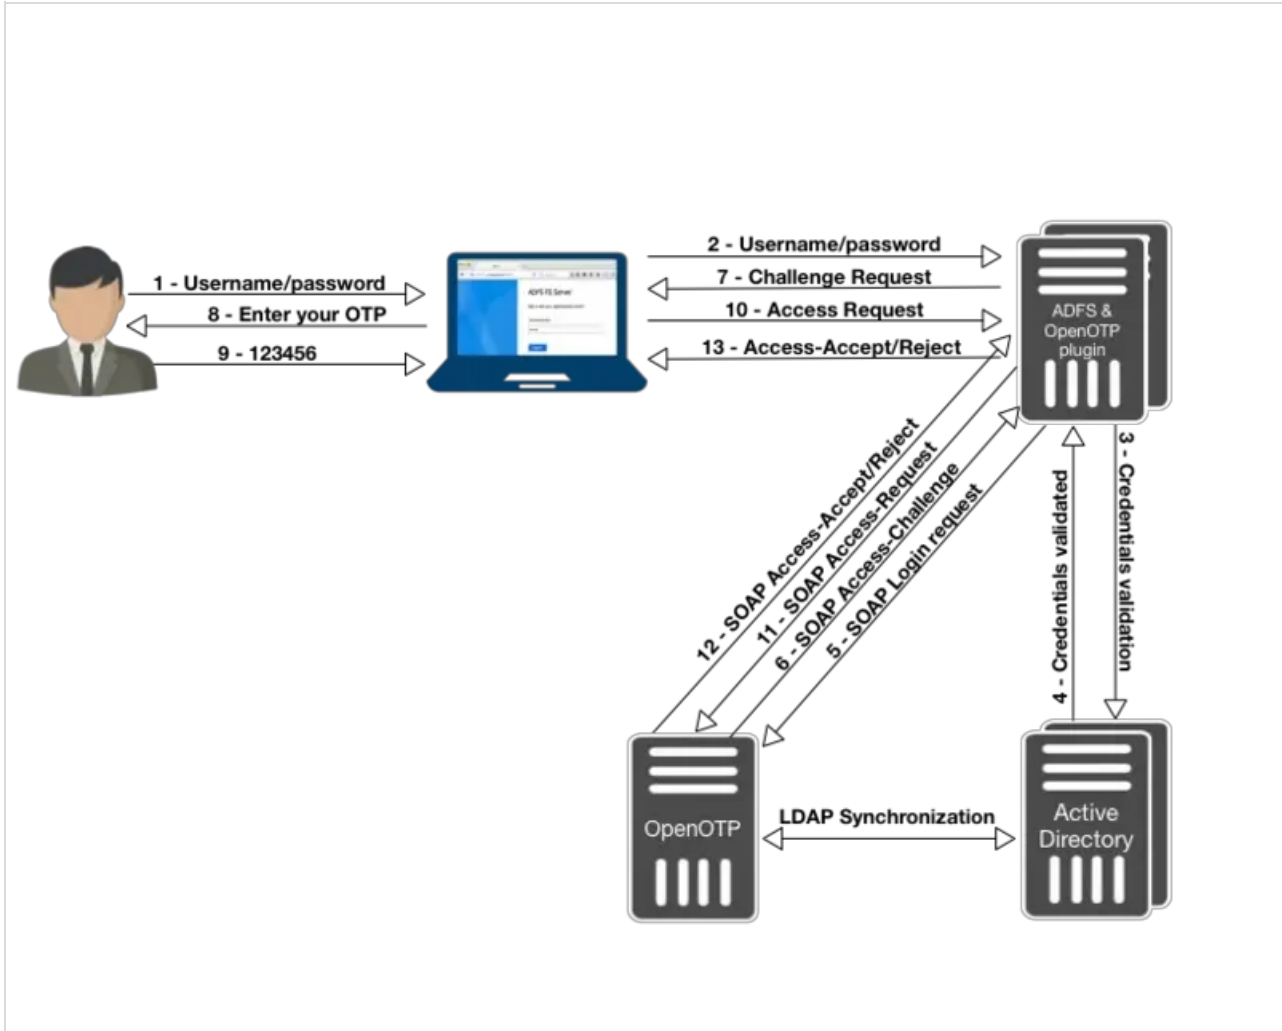 2 - Username/password
1 - Username/password
7 - Challenge Request
8 - Enter your OTP
10 - Access Request
9 - 123456
13 - Access-Accept/Reject
ADFS FS Server
ADFS &
OpenOTP
plugin
12 - SOAP Access-Accept/Reject
11 - SOAP Access-Request
6 - SOAP Access-Challenge
5 - SOAP Login request
4 - Credentials validated
3 - Credentials validation
OpenOTP
LDAP Synchronization
Active
Directory